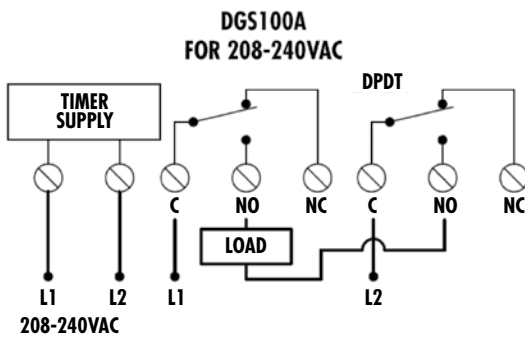 DGS100A
FOR 208-240VAC
DPDT
TIMER
SUPPLY
C NO NC C NO NC
LOAD
L1 L2 L1 L2
208-240VAC